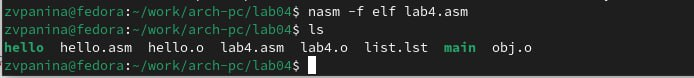 zvpanina@fedora:~/work/arch-pc/lab04$ nasm -f elf lab4.asm
zvpanina@fedora:~/work/arch-pc/lab04$ ls
hello  hello.asm  hello.o  lab4.asm  lab4.o  list.lst  main  obj.o
zvpanina@fedora:~/work/arch-pc/lab04$